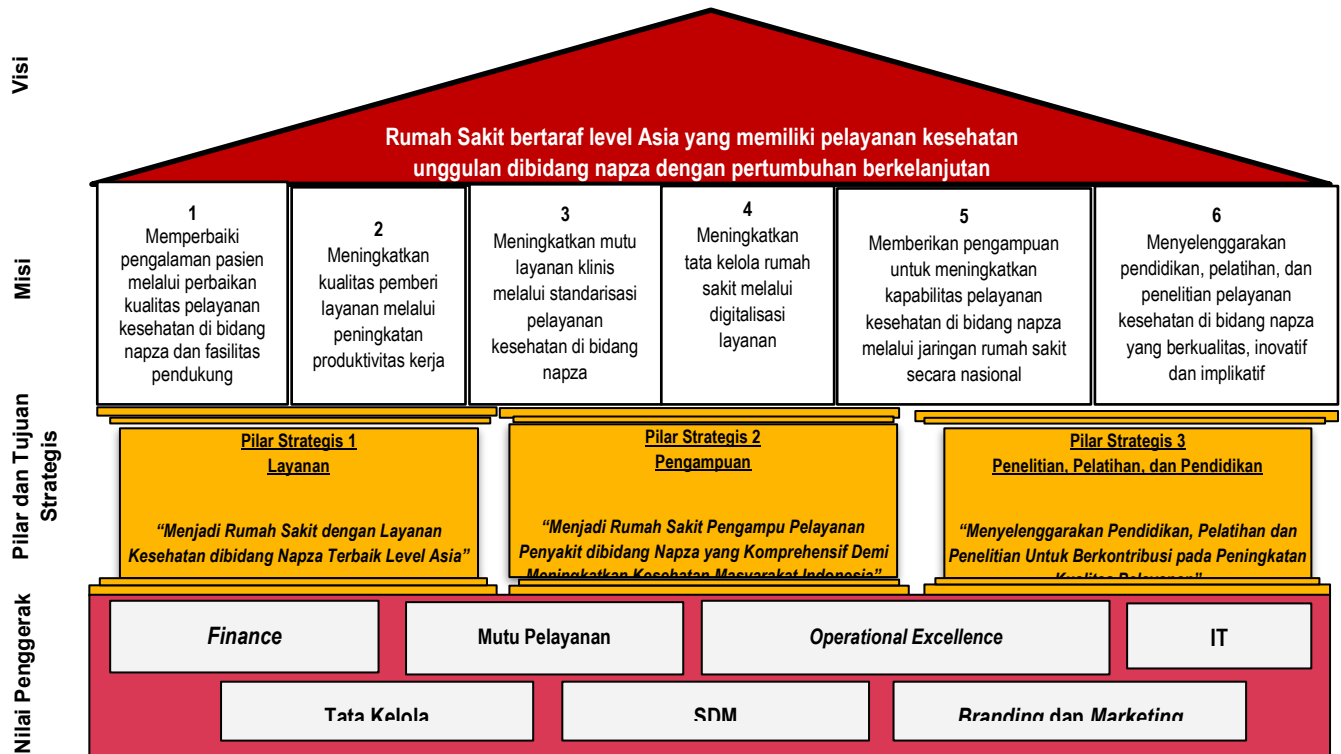 Visi
Rumah Sakit bertaraf level Asia yang memiliki pelayanan kesehatan
unggulan dibidang napza dengan pertumbuhan berkelanjutan
Misi
1
Memperbaiki
pengalaman pasien
melalui perbaikan
kualitas pelayanan
kesehatan di bidang
napza dan fasilitas
pendukung
2
Meningkatkan
kualitas pemberi
layanan melalui
peningkatan
produktivitas kerja
3
Meningkatkan mutu
layanan klinis
melalui standarisasi
pelayanan
kesehatan di bidang
napza
4
Meningkatkan
tata kelola rumah
sakit melalui
digitalisasi
layanan
5
Memberikan pengampuan
untuk meningkatkan
kapabilitas pelayanan
kesehatan di bidang napza
melalui jaringan rumah sakit
secara nasional
6
Menyelenggarakan
pendidikan, pelatihan, dan
penelitian pelayanan
kesehatan di bidang napza
yang berkualitas, inovatif
dan implikatif
Pilar dan Tujuan
Strategis
Pilar Strategis 1
Layanan
“Menjadi Rumah Sakit dengan Layanan
Kesehatan dibidang Napza Terbaik Level Asia”
Pilar Strategis 2
Pengampuan
“Menjadi Rumah Sakit Pengampu Pelayanan
Penyakit dibidang Napza yang Komprehensif Demi
Meningkatkan Kesehatan Masyarakat Indonesia”
Pilar Strategis 3
Penelitian, Pelatihan, dan Pendidikan
“Menyelenggarakan Pendidikan, Pelatihan dan
Penelitian Untuk Berkontribusi pada Peningkatan
Kualitas Pelayanan”
Nilai Penggerak
Finance
Mutu Pelayanan
Operational Excellence
IT
Tata Kelola
SDM
Branding dan Marketing